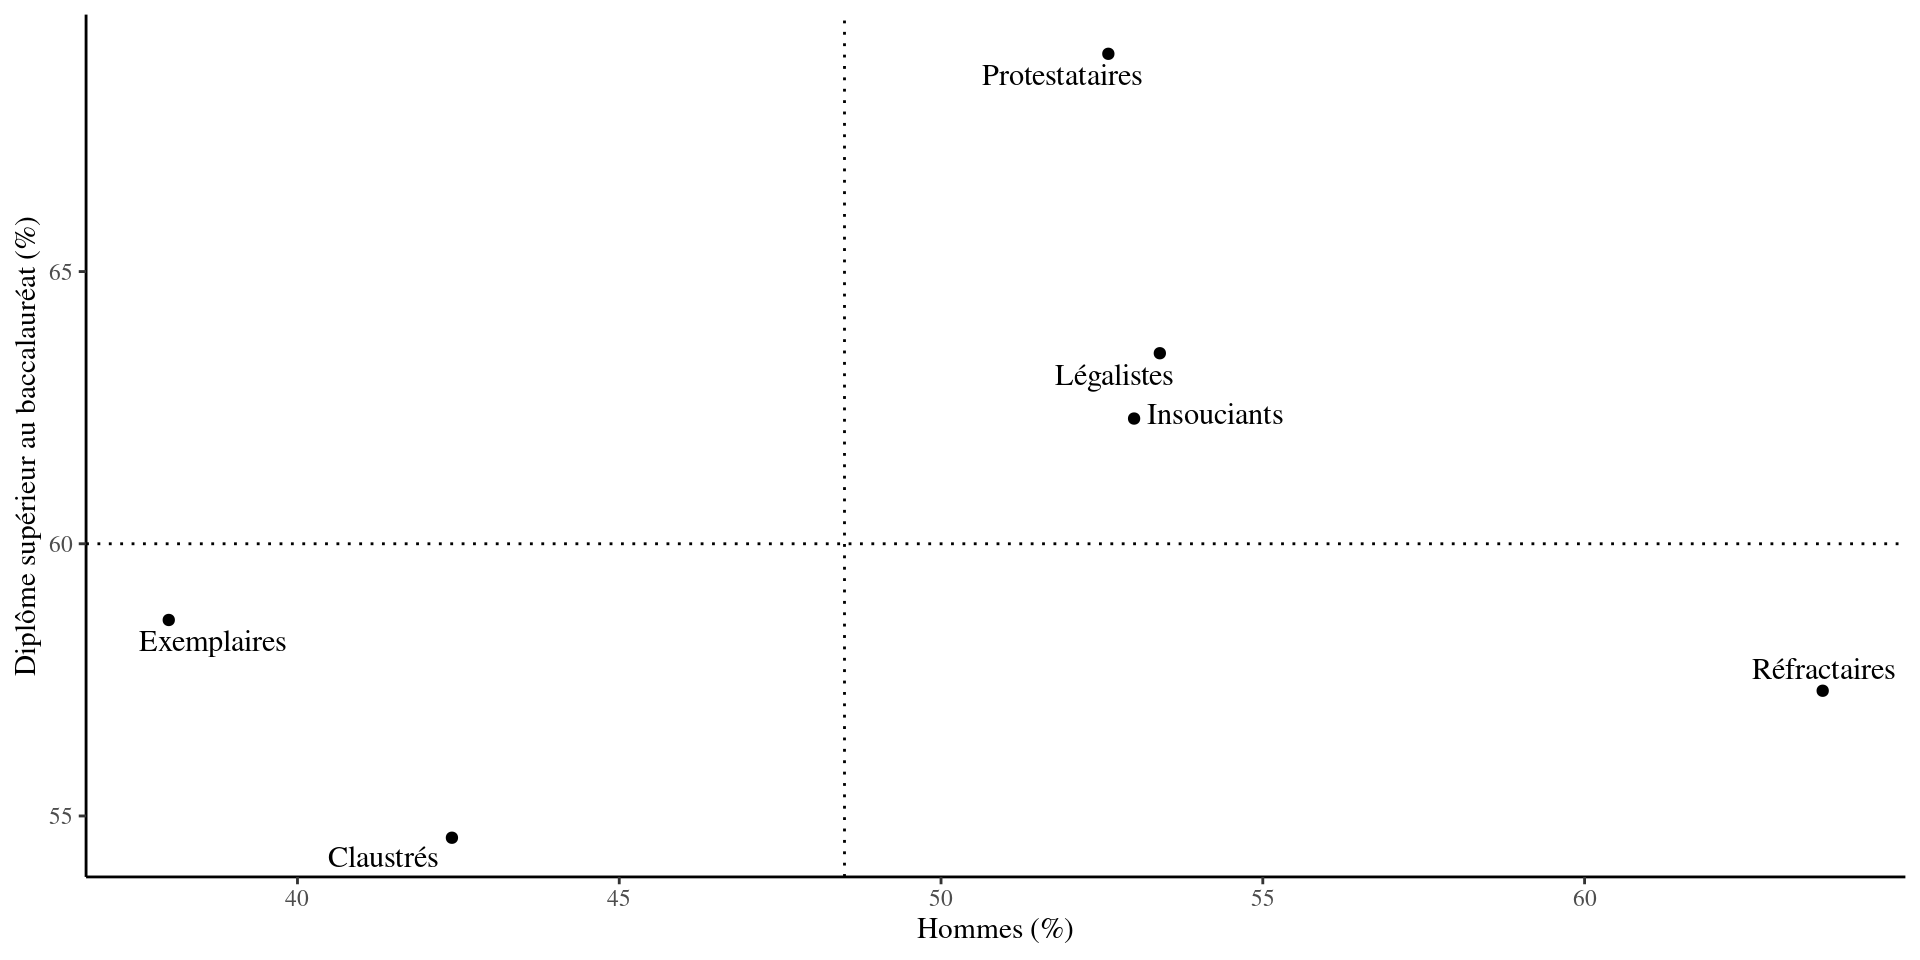 Protestataires
65
Légalistes
Insouciants
60
Exemplaires
Réfractaires
55
Claustrés
40 45 50 55 60
Hommes (%)
Diplôme supérieur au baccalauréat (%)